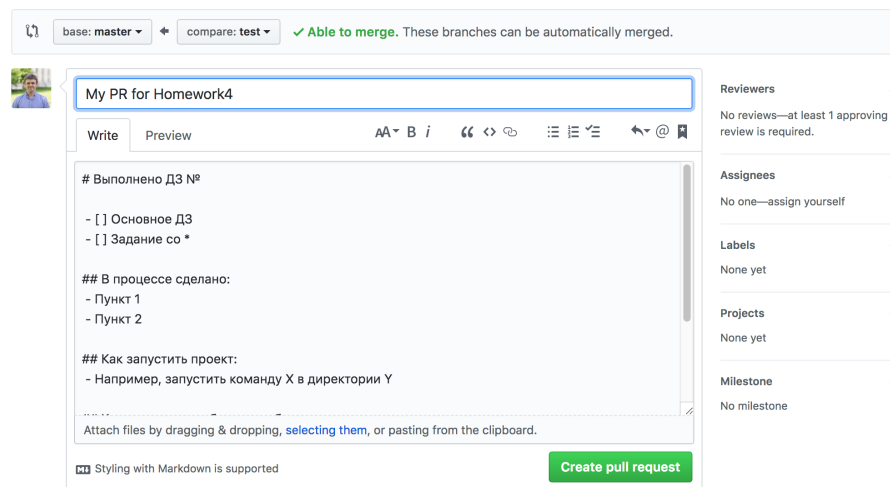 base: master compare: test Able to merge. These branches can be automatically merged.
My PR for Homework4
Write Preview
AA B i
# Выполнено ДЗ №
- [ ] Основное ДЗ
- [ ] Задание со *
## В процессе сделано:
- Пункт 1
- Пункт 2
## Как запустить проект:
- Например, запустить команду X в директории Y
Attach files by dragging & dropping, selecting them, or pasting from the clipboard.
Styling with Markdown is supported
Create pull request
Reviewers
No reviews—at least 1 approving
review is required.
Assignees
No one—assign yourself
Labels
None yet
Projects
None yet
Milestone
No milestone